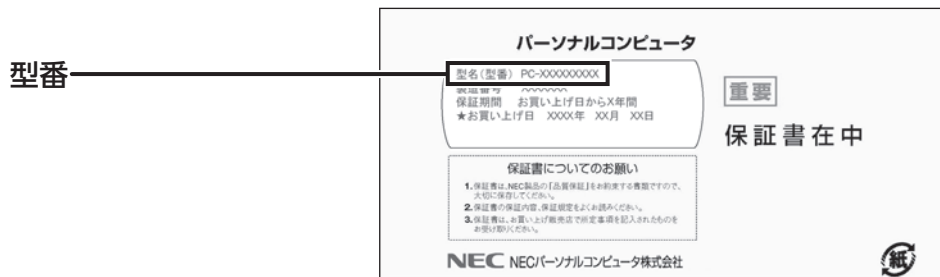 パーソナルコンピュータ
型番
型名(型番) PC-XXXXXXXXX
製造番号 XXXXXXX
保証期間 お買い上げ日からX年間
★お買い上げ日 XXXX年 XX月 XX日
重要
保証書在中
保証書についてのお願い
1.保証書は、NEC製品の「品質保証」をお約束する書類ですので、
大切に保存してください。
2.保証書の保証内容、保証規定をよくお読みください。
3.保証書は、お買い上げ販売店で所定事項を記入されたものを
お受け取りください。
NEC NECパーソナルコンピュータ株式会社
紙